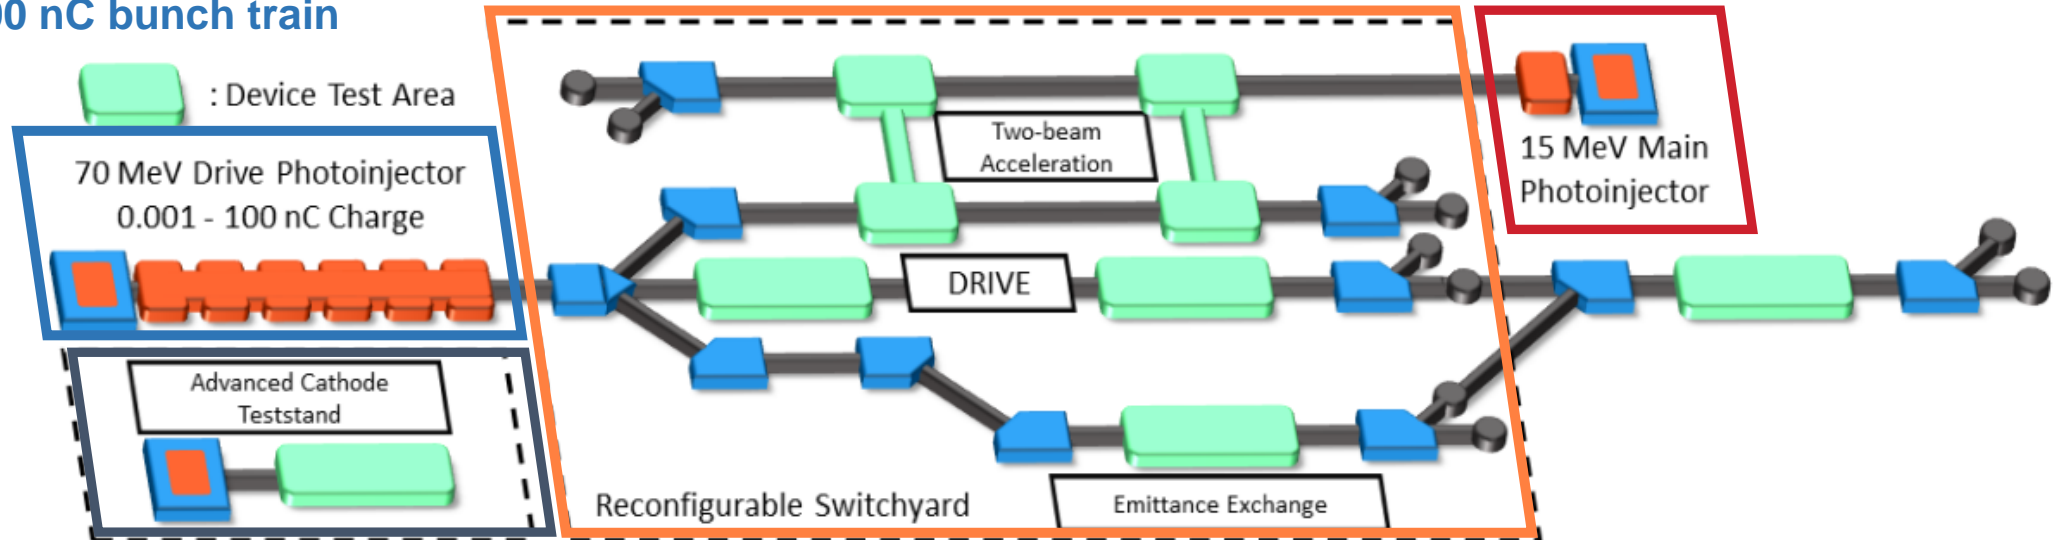 00 nC bunch train
: Device Test Area
70 MeV Drive Photoinjector
0.001 - 100 nC Charge
Two-beam
Acceleration
15 MeV Main
Photoinjector
DRIVE
Advanced Cathode
Teststand
Reconfigurable Switchyard
Emittance Exchange